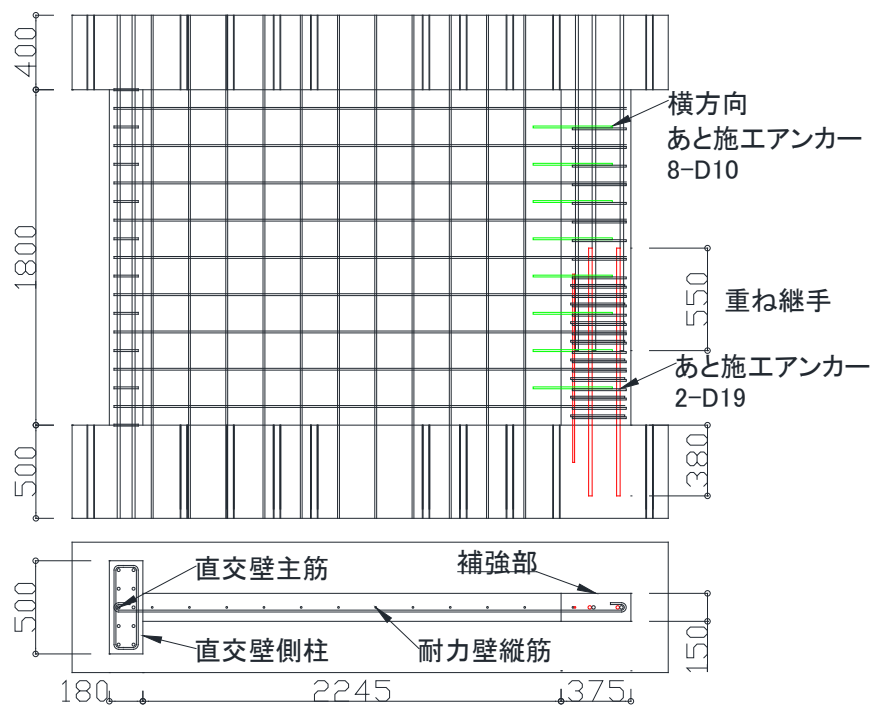 400
横方向
あと施工アンカー
8-D10
1800
550
重ね継手
あと施工アンカー
2-D19
500
380
直交壁主筋
補強部
500
直交壁側柱
耐力壁縦筋
150
180
2245
375